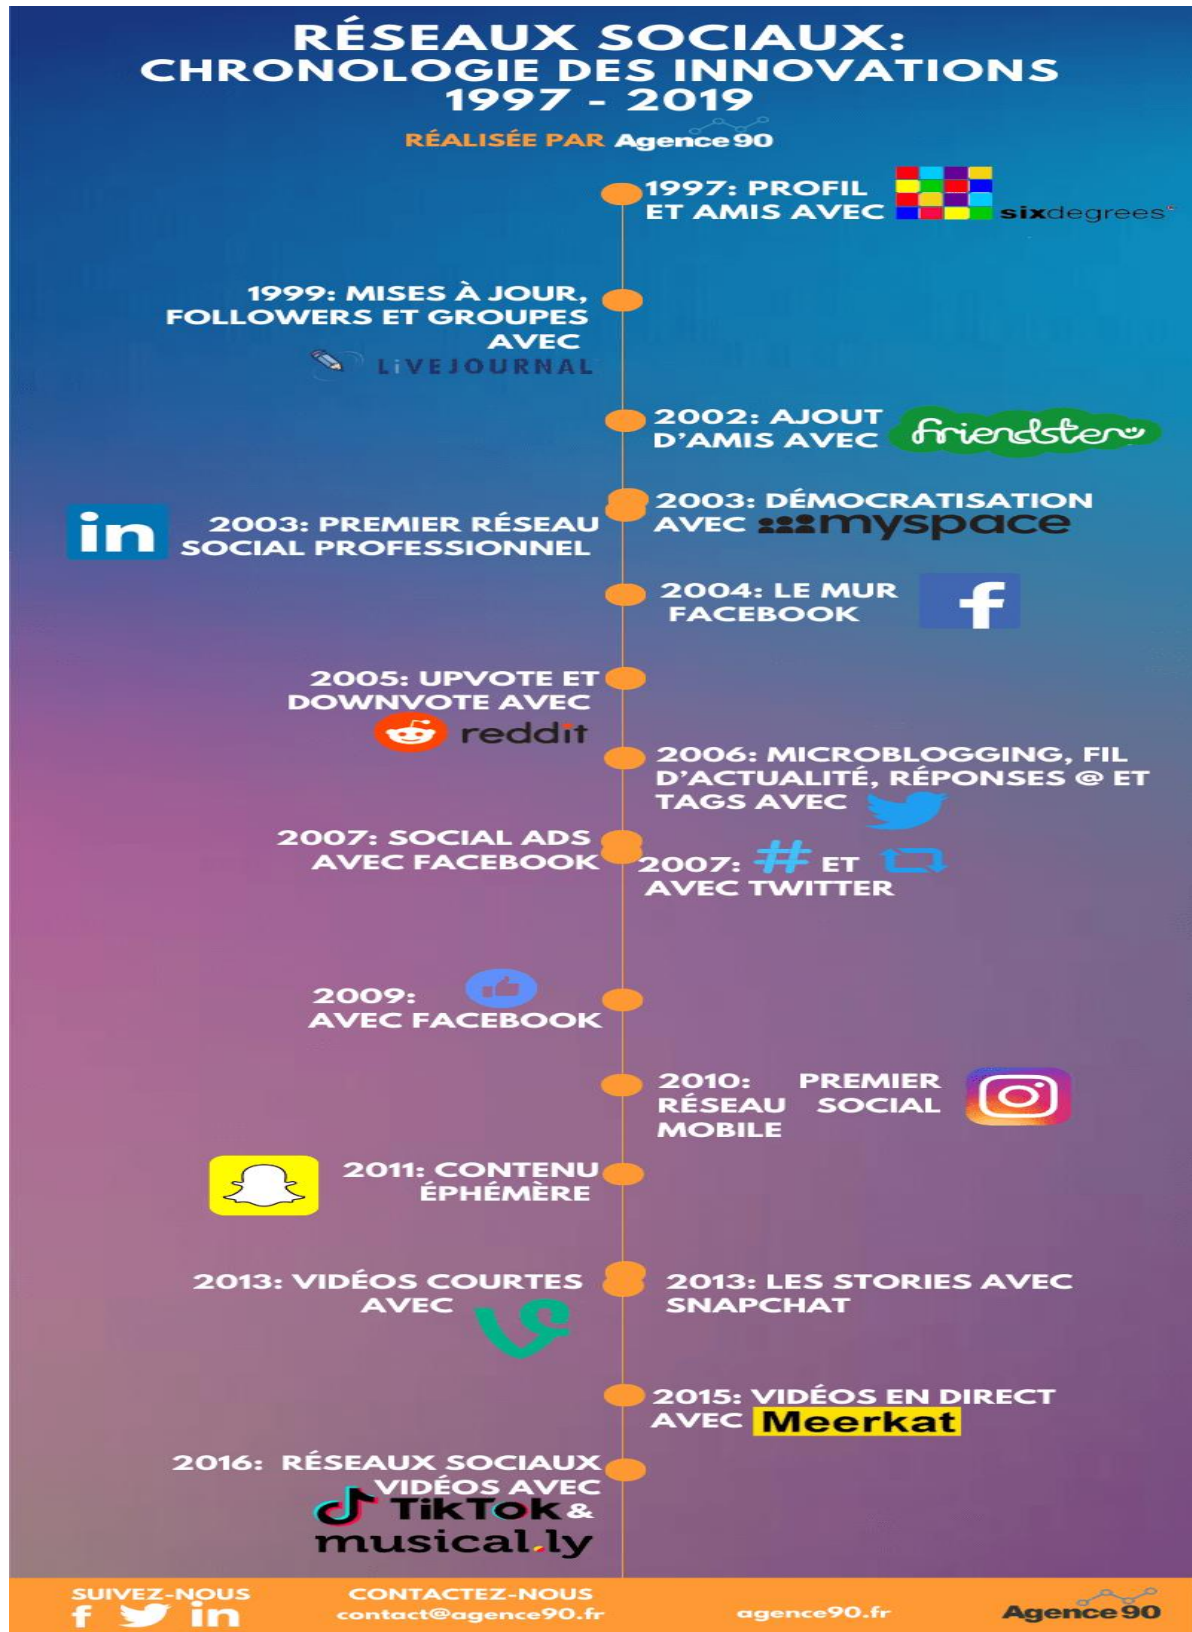 RÉSEAUX SOCIAUX:
CHRONOLOGIE DES INNOVATIONS
1997 - 2019
RÉALISÉE PAR Agence90
1997: PROFIL
ET AMIS AVEC sixdegrees
1999: MISES À JOUR,
FOLLOWERS ET GROUPES
AVEC
LiVEJOURNAL
2002: AJOUT
D'AMIS AVEC friendster
2003: DÉMOCRATISATION
AVEC myspace
in
2003: PREMIER RÉSEAU
SOCIAL PROFESSIONNEL
2004: LE MUR
FACEBOOK
f
2005: UPVOTE ET
DOWNVOTE AVEC
reddit
2006: MICROBLOGGING, FIL
D'ACTUALITÉ, RÉPONSES @ ET
TAGS AVEC
2007: SOCIAL ADS
AVEC FACEBOOK
2007: # ET
AVEC TWITTER
2009:
AVEC FACEBOOK
2010: PREMIER
RÉSEAU SOCIAL
MOBILE
2011: CONTENU
ÉPHÉMÈRE
2013: VIDÉOS COURTES
AVEC
2013: LES STORIES AVEC
SNAPCHAT
2015: VIDÉOS EN DIRECT
AVEC Meerkat
2016: RÉSEAUX SOCIAUX
VIDÉOS AVEC
TikTok &
musical.ly
SUIVEZ-NOUS
f in
CONTACTEZ-NOUS
contact@agence90.fr
agence90.fr
Agence90